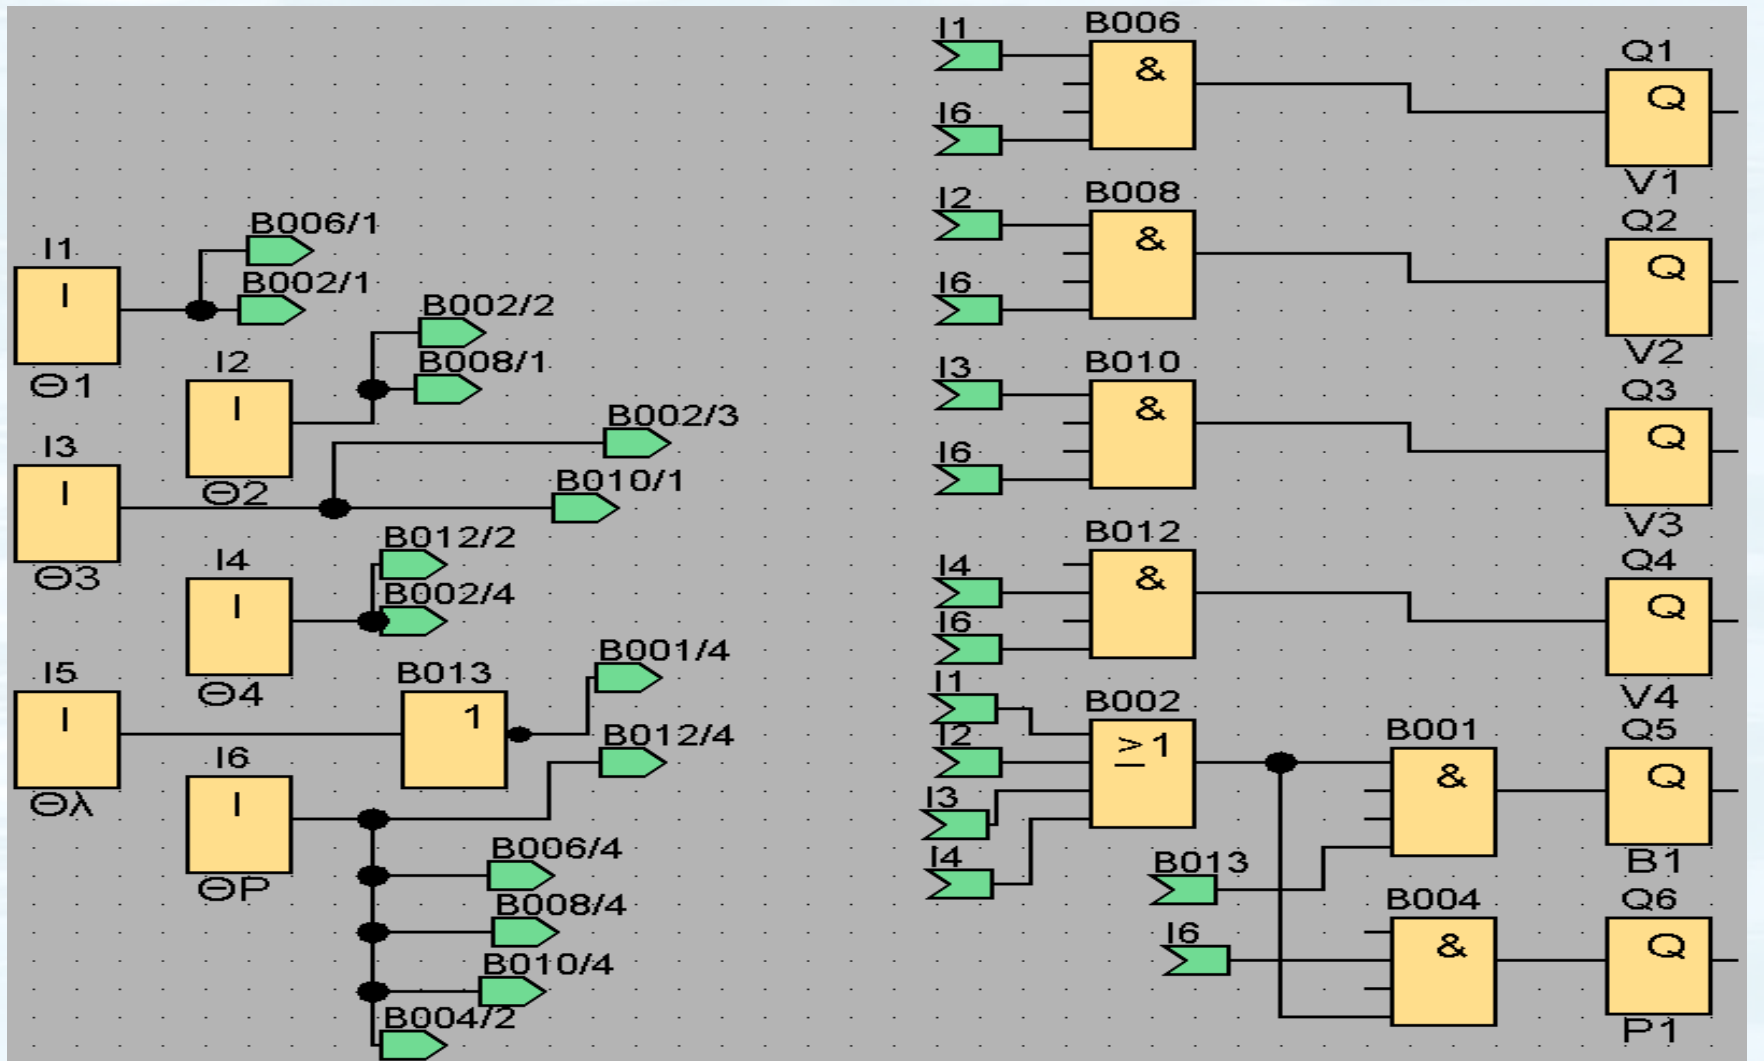 I1
I
Θ1
B006/1
B002/1
I2
I
Θ2
B002/2
B008/1
I3
I
Θ3
B002/3
B010/1
I4
I
Θ4
B012/2
B002/4
I5
I
Θλ
B013
1
B001/4
I6
I
ΘP
B012/4
B006/4
B008/4
B010/4
B004/2
I1
I6
B006
&
Q1
Q
V1
I2
I6
B008
&
Q2
Q
V2
I3
I6
B010
&
Q3
Q
V3
I4
I6
B012
&
Q4
Q
V4
I1
I2
I3
I4
B002
≥1
B013
B001
&
Q5
Q
B1
I6
B004
&
Q6
Q
P1